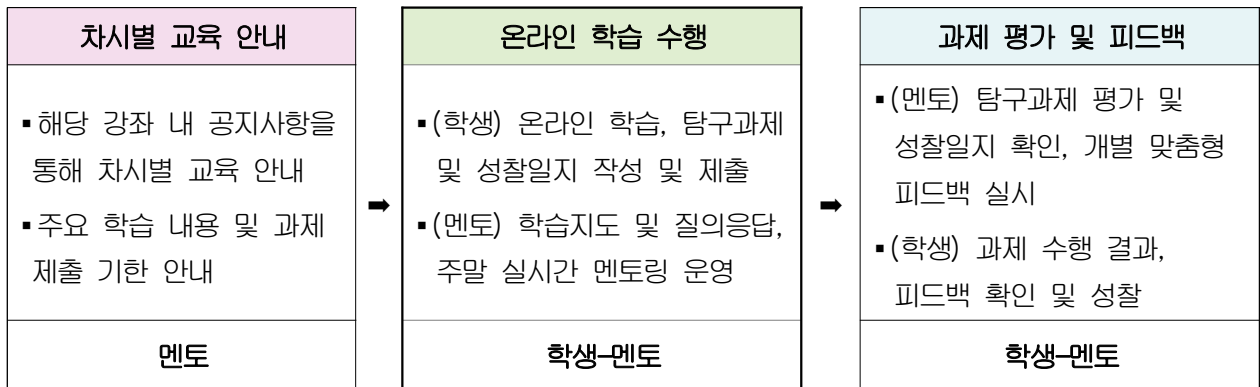 차시별 교육 안내
▪해당 강좌 내 공지사항을
통해 차시별 교육 안내
▪주요 학습 내용 및 과제
제출 기한 안내
멘토
➡
온라인 학습 수행
▪(학생) 온라인 학습, 탐구과제
및 성찰일지 작성 및 제출
▪(멘토) 학습지도 및 질의응답,
주말 실시간 멘토링 운영
학생-멘토
➡
과제 평가 및 피드백
▪(멘토) 탐구과제 평가 및
성찰일지 확인, 개별 맞춤형
피드백 실시
▪(학생) 과제 수행 결과,
피드백 확인 및 성찰
학생-멘토